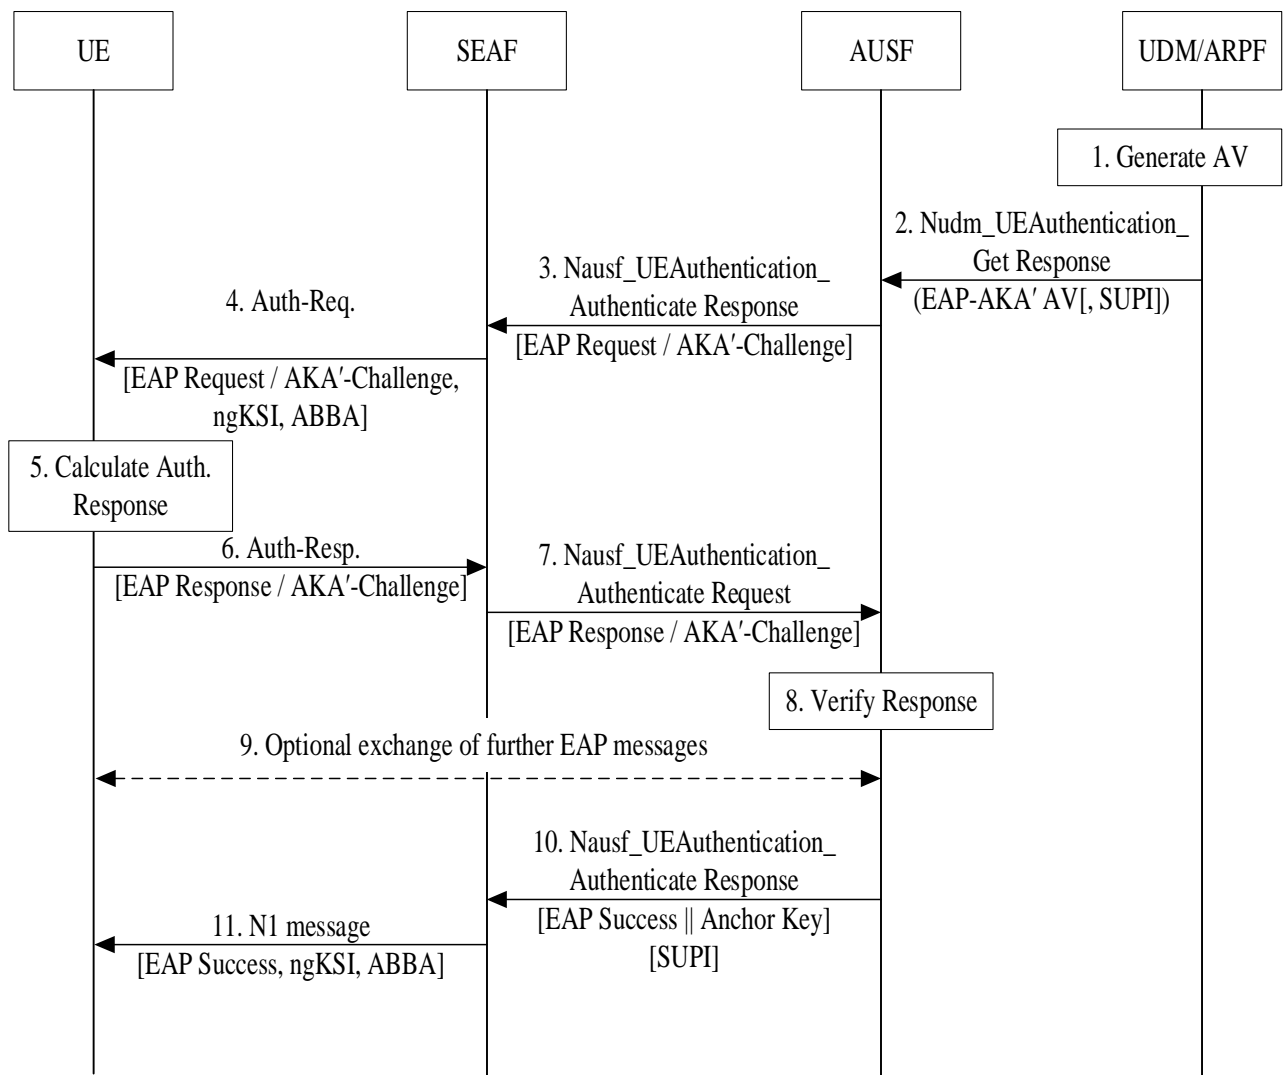 UE
SEAF
AUSF
UDM/ARPF
1. Generate AV
2. Nudm_UEAuthentication_
Get Response
(EAP-AKA′ AV[, SUPI])
3. Nausf_UEAuthentication_
Authenticate Response
[EAP Request / AKA′-Challenge]
4. Auth-Req.
[EAP Request / AKA′-Challenge,
ngKSI, ABBA]
5. Calculate Auth.
Response
6. Auth-Resp.
[EAP Response / AKA′-Challenge]
7. Nausf_UEAuthentication_
Authenticate Request
[EAP Response / AKA′-Challenge]
8. Verify Response
9. Optional exchange of further EAP messages
10. Nausf_UEAuthentication_
Authenticate Response
[EAP Success || Anchor Key]
[SUPI]
11. N1 message
[EAP Success, ngKSI, ABBA]